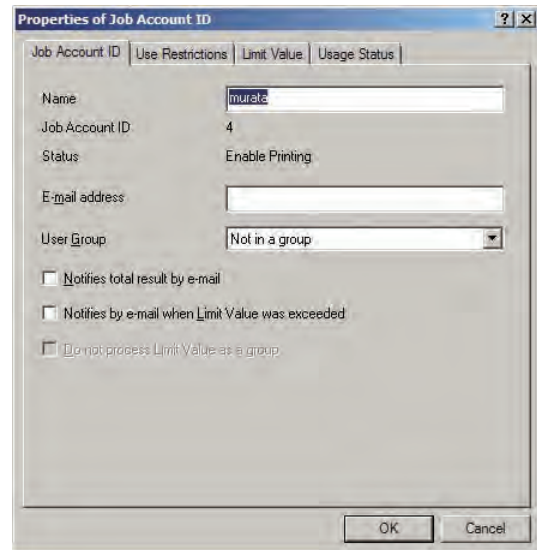 Properties of Job Account ID
Job Account ID Use Restrictions Limit Value Usage Status
Name murata
Job Account ID 4
Status Enable Printing
E-mail address
User Group Not in a group
Notifies total result by e-mail
Notifies by e-mail when Limit Value was exceeded
Do not process Limit Value as a group
OK Cancel